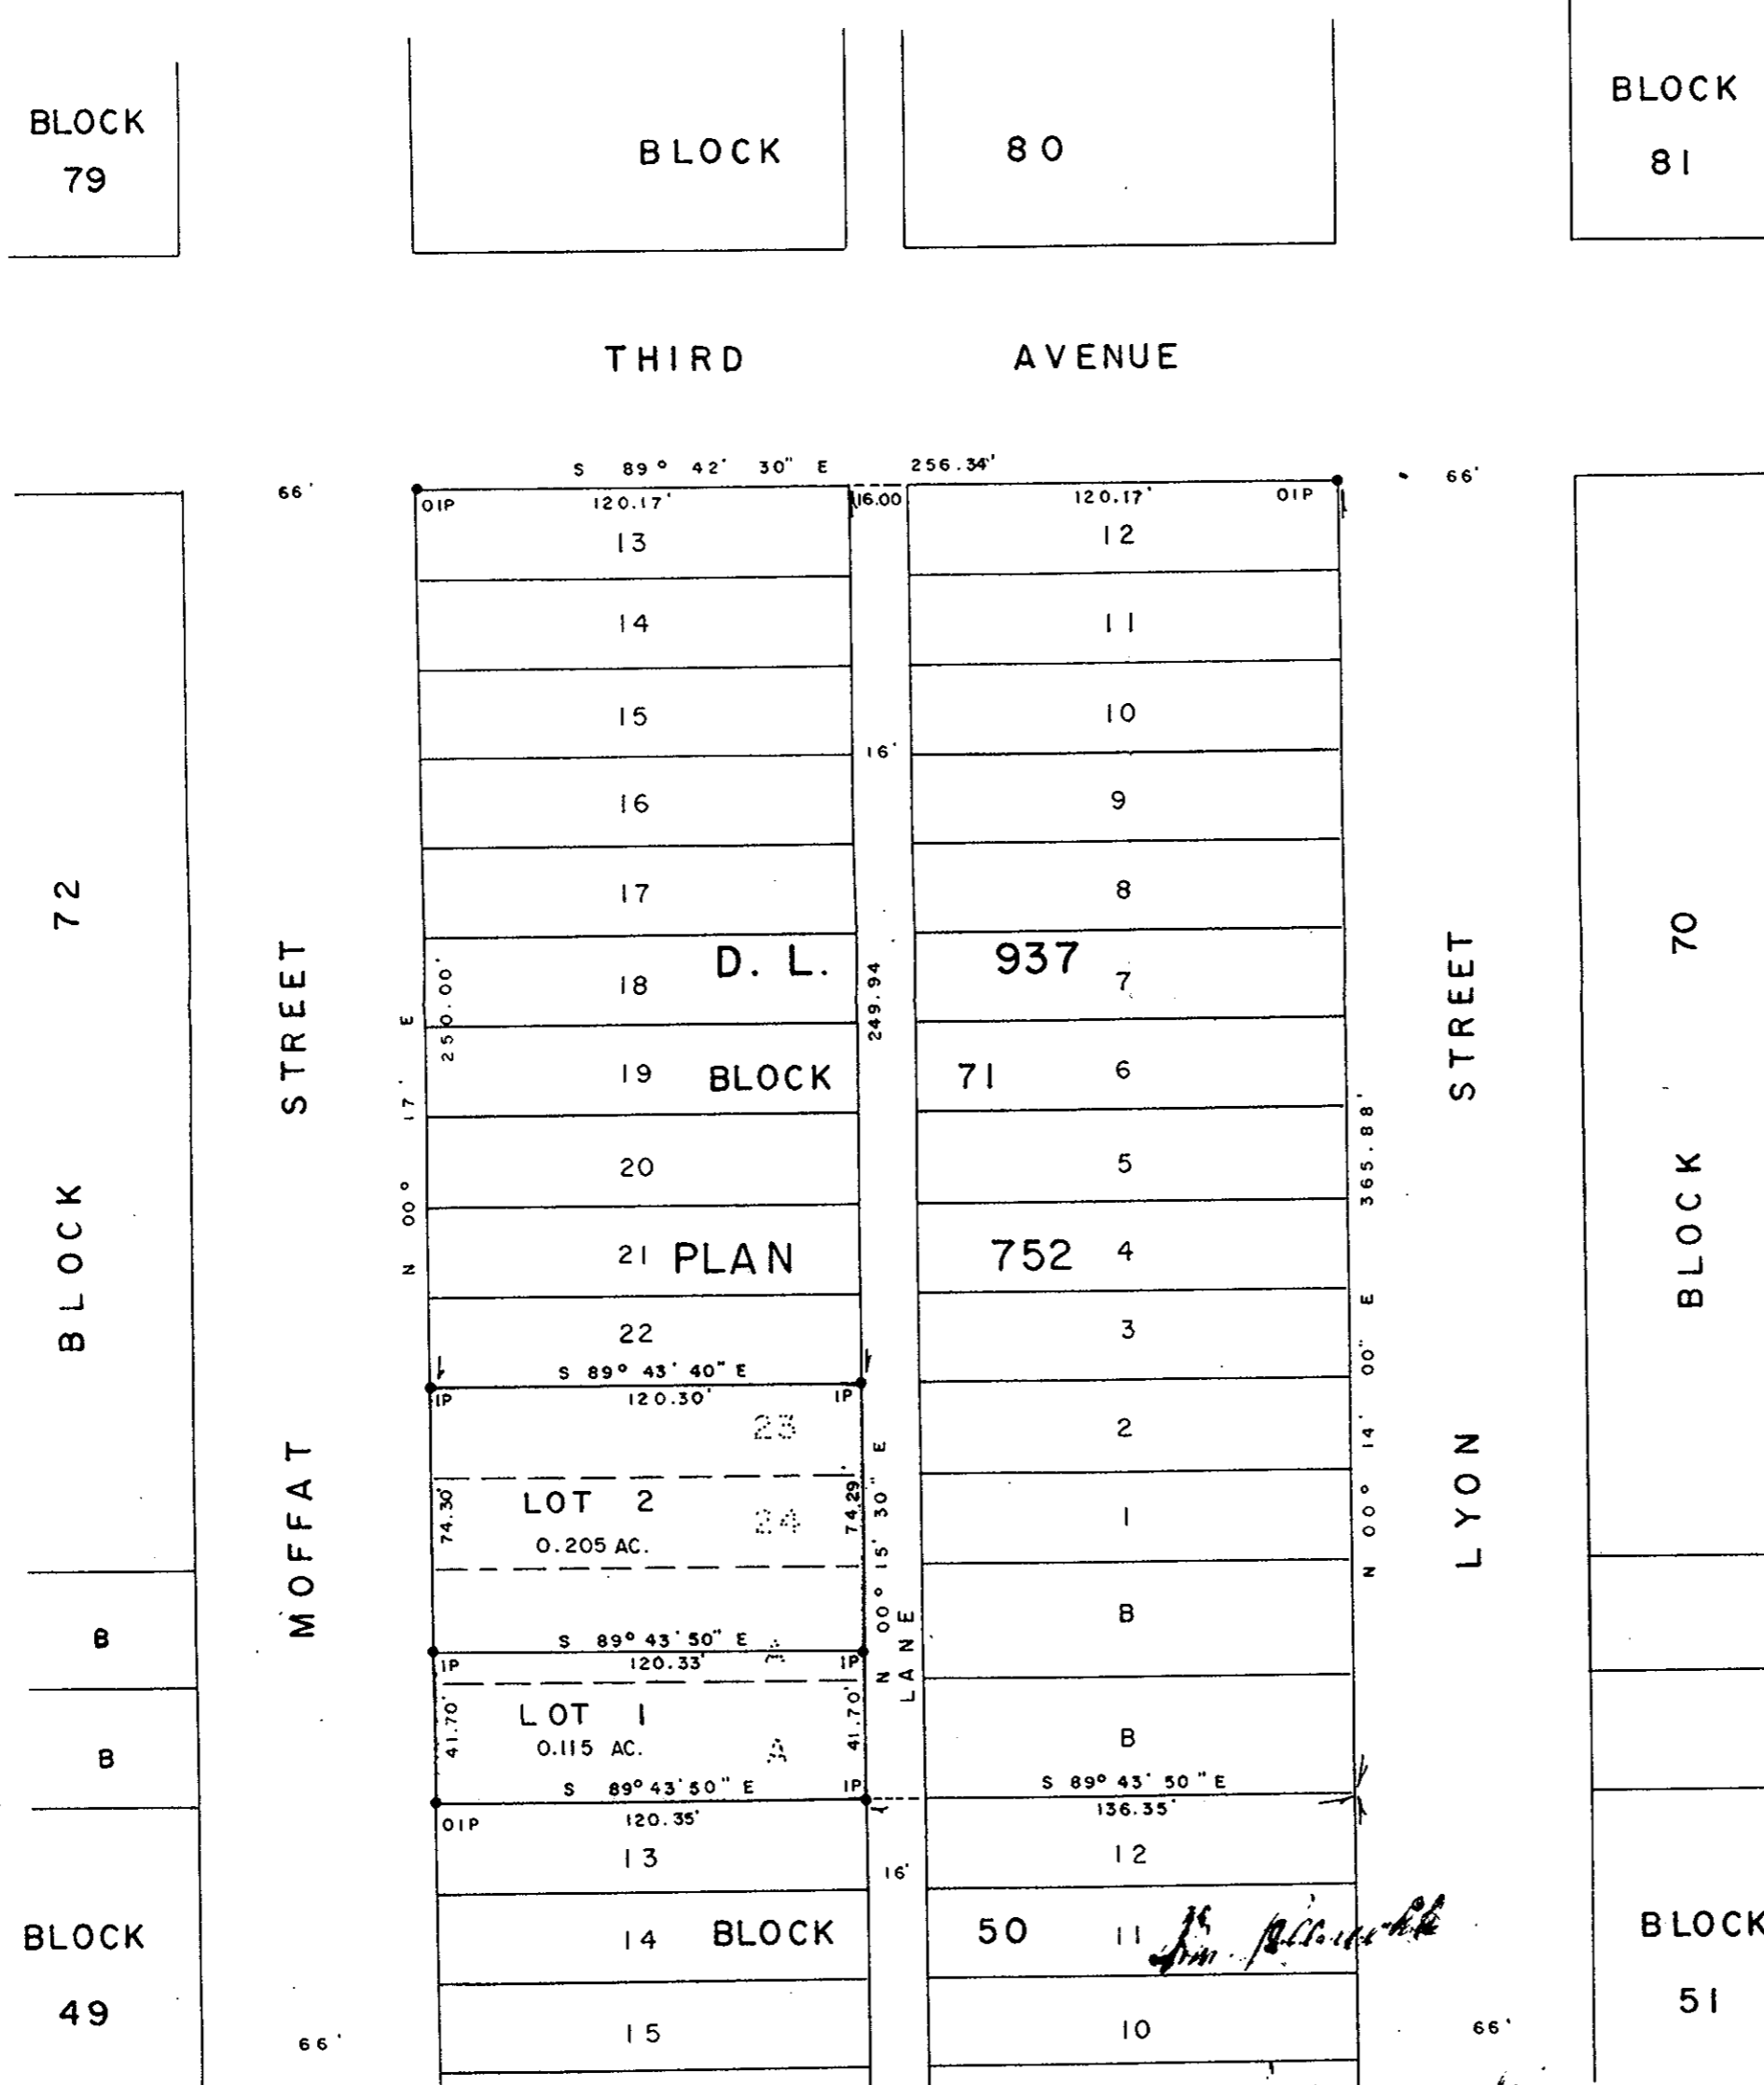 BLOCK
79
BLOCK 80
BLOCK
81
THIRD AVENUE
S 89° 42' 30" E 256.34'
66'
OIP 120.17' 16.00 120.17' OIP
66'
13 12
14 11
15 10
16'
16 9
17 8
D. L. 937
18 7
BLOCK 71
19 6
20 5
PLAN 752
21 4
22 3
BLOCK 72
MOFFAT STREET
N 00° 17' E
250.00'
249.94
LYON STREET
N 00° 14' 00" E
365.88'
BLOCK 70
S 89° 43' 40" E
IP 120.30' IP
23 2
LOT 2
24 1
0.205 AC.
74.30'
74.29'
N 00° 15' 30" E
LANE
B
B
S 89° 43' 50" E A
IP 120.33' IP
LOT 1
0.115 AC. A
41.70'
41.70'
B
B
S 89° 43' 50" E IP
S 89° 43' 50" E
OIP 120.35'
136.35'
13 12
16'
14 BLOCK 50 11
15 10
BLOCK
49
66'
66'
BLOCK
51